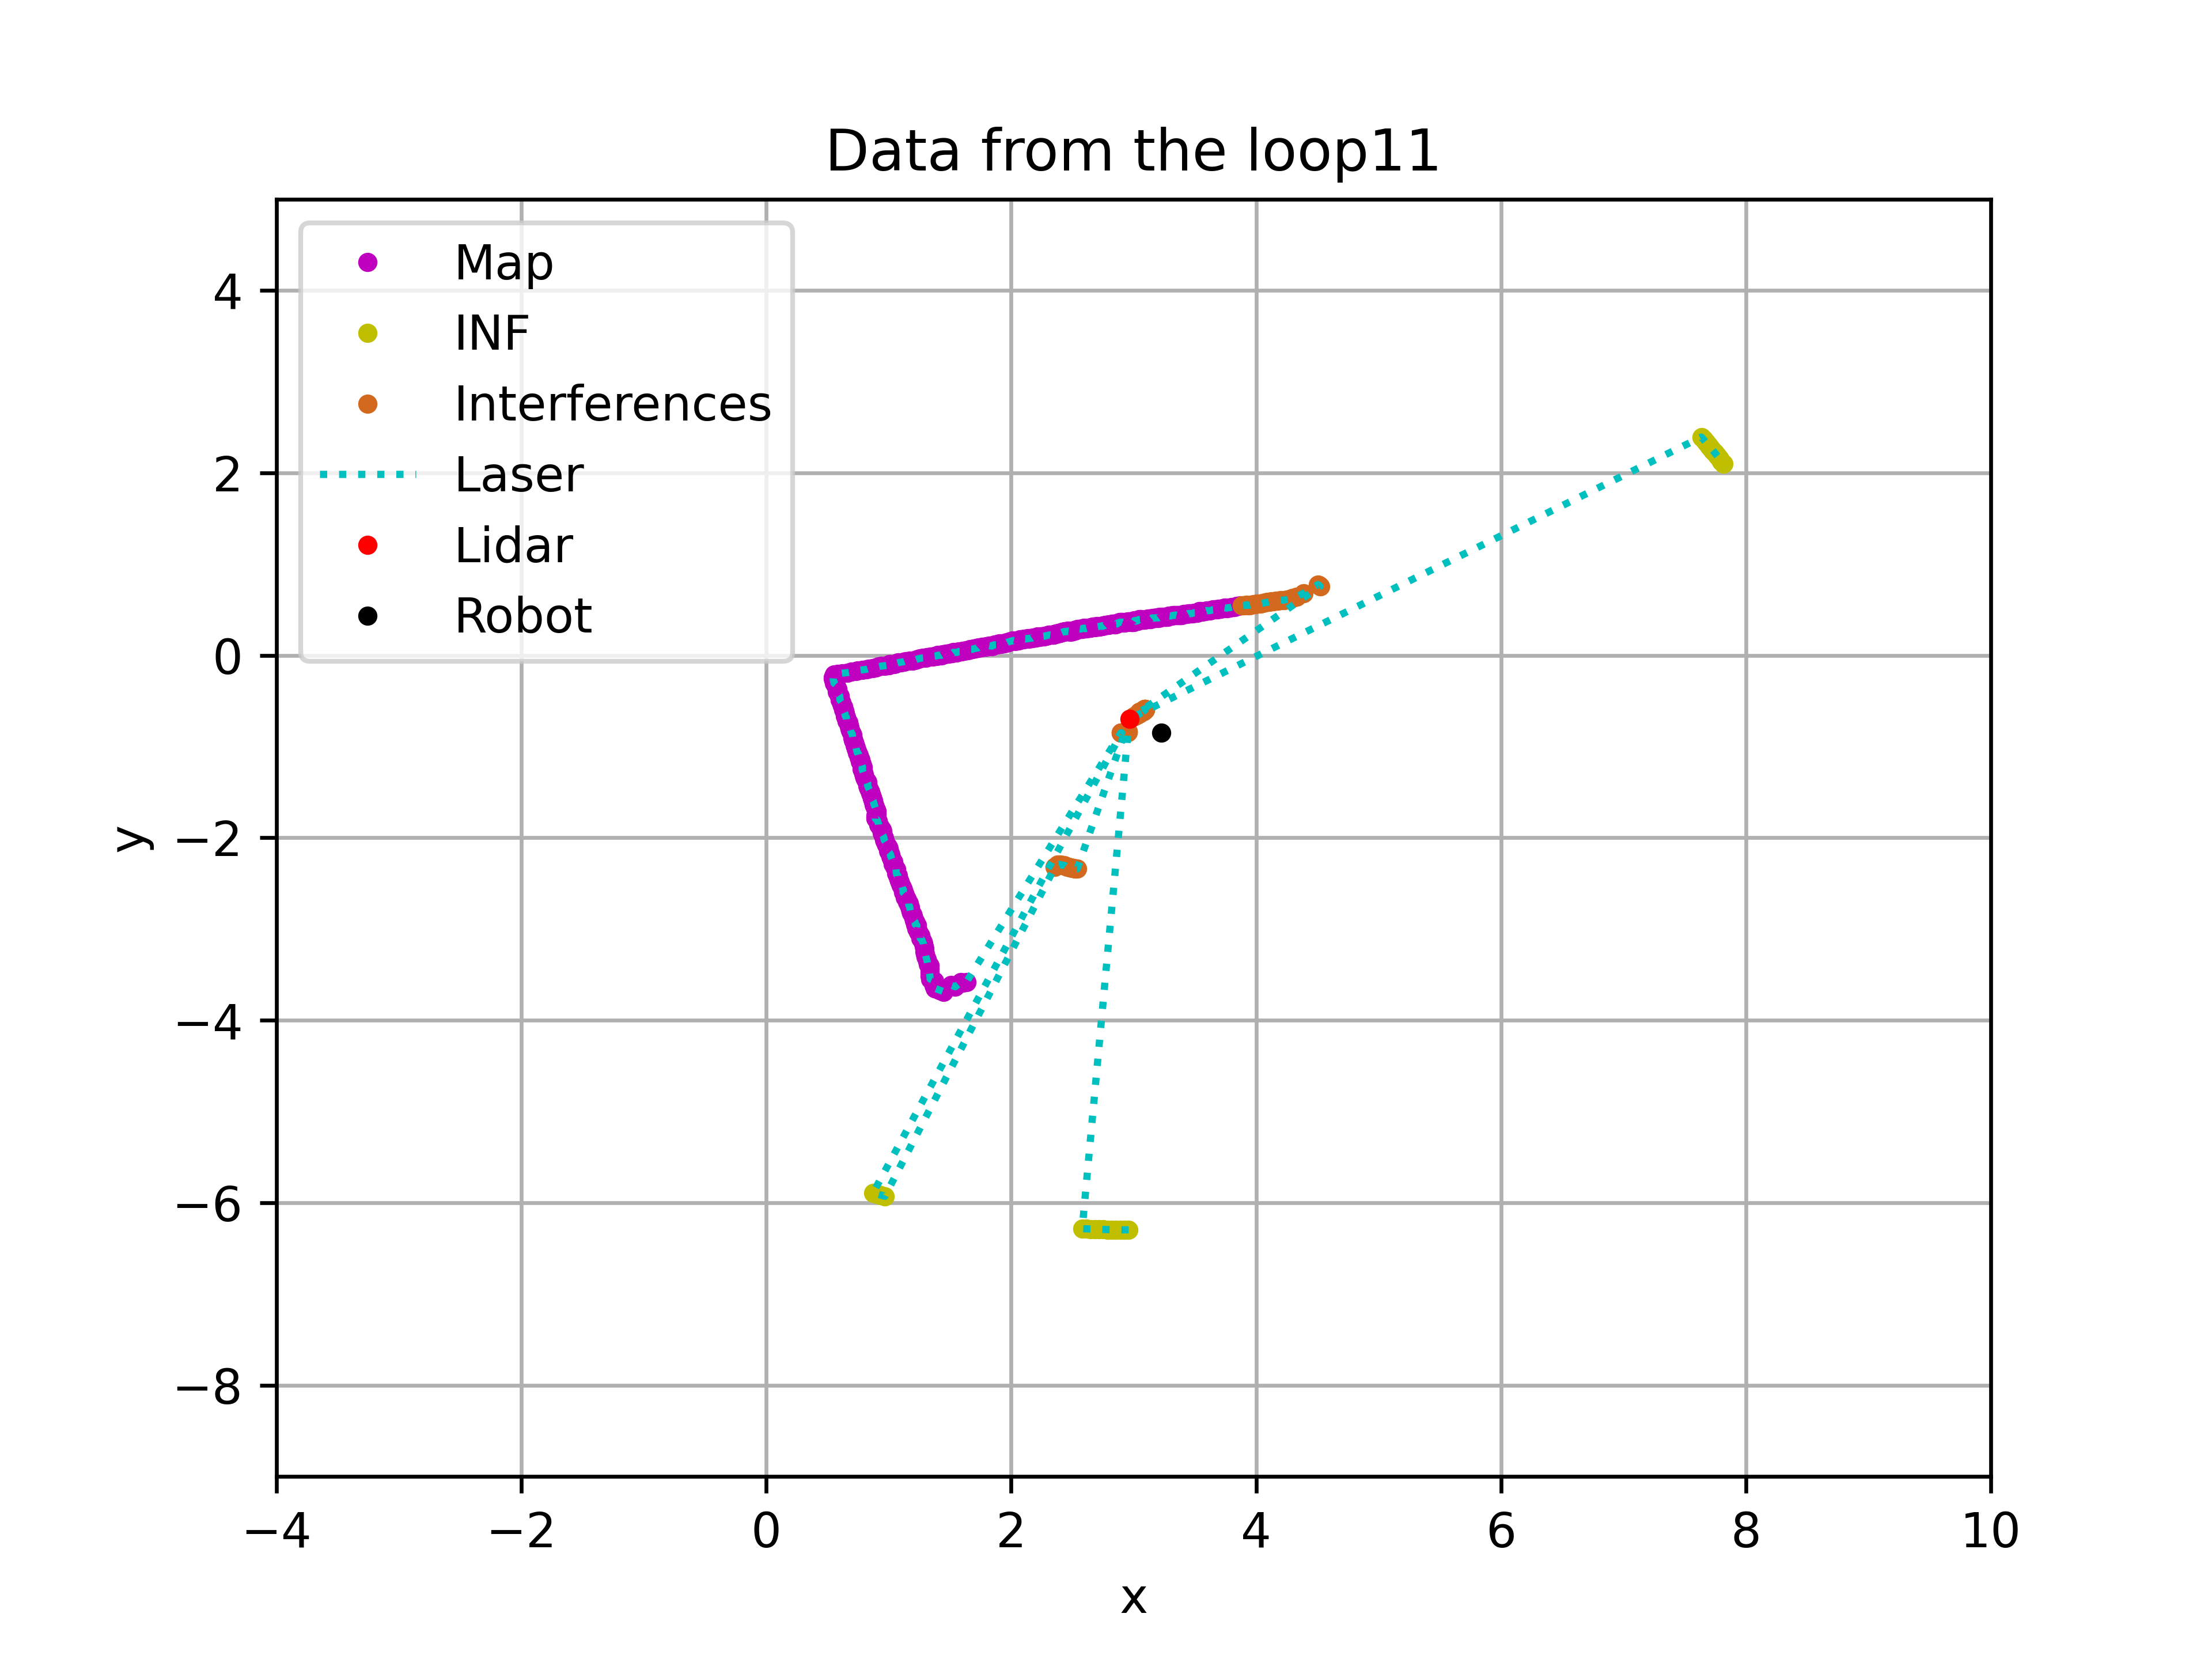 Data from the loop11
Map
INF
Interferences
Laser
Lidar
Robot
4
2
0
−2
−4
−6
−8
y
−4 −2 0 2 4 6 8 10
x